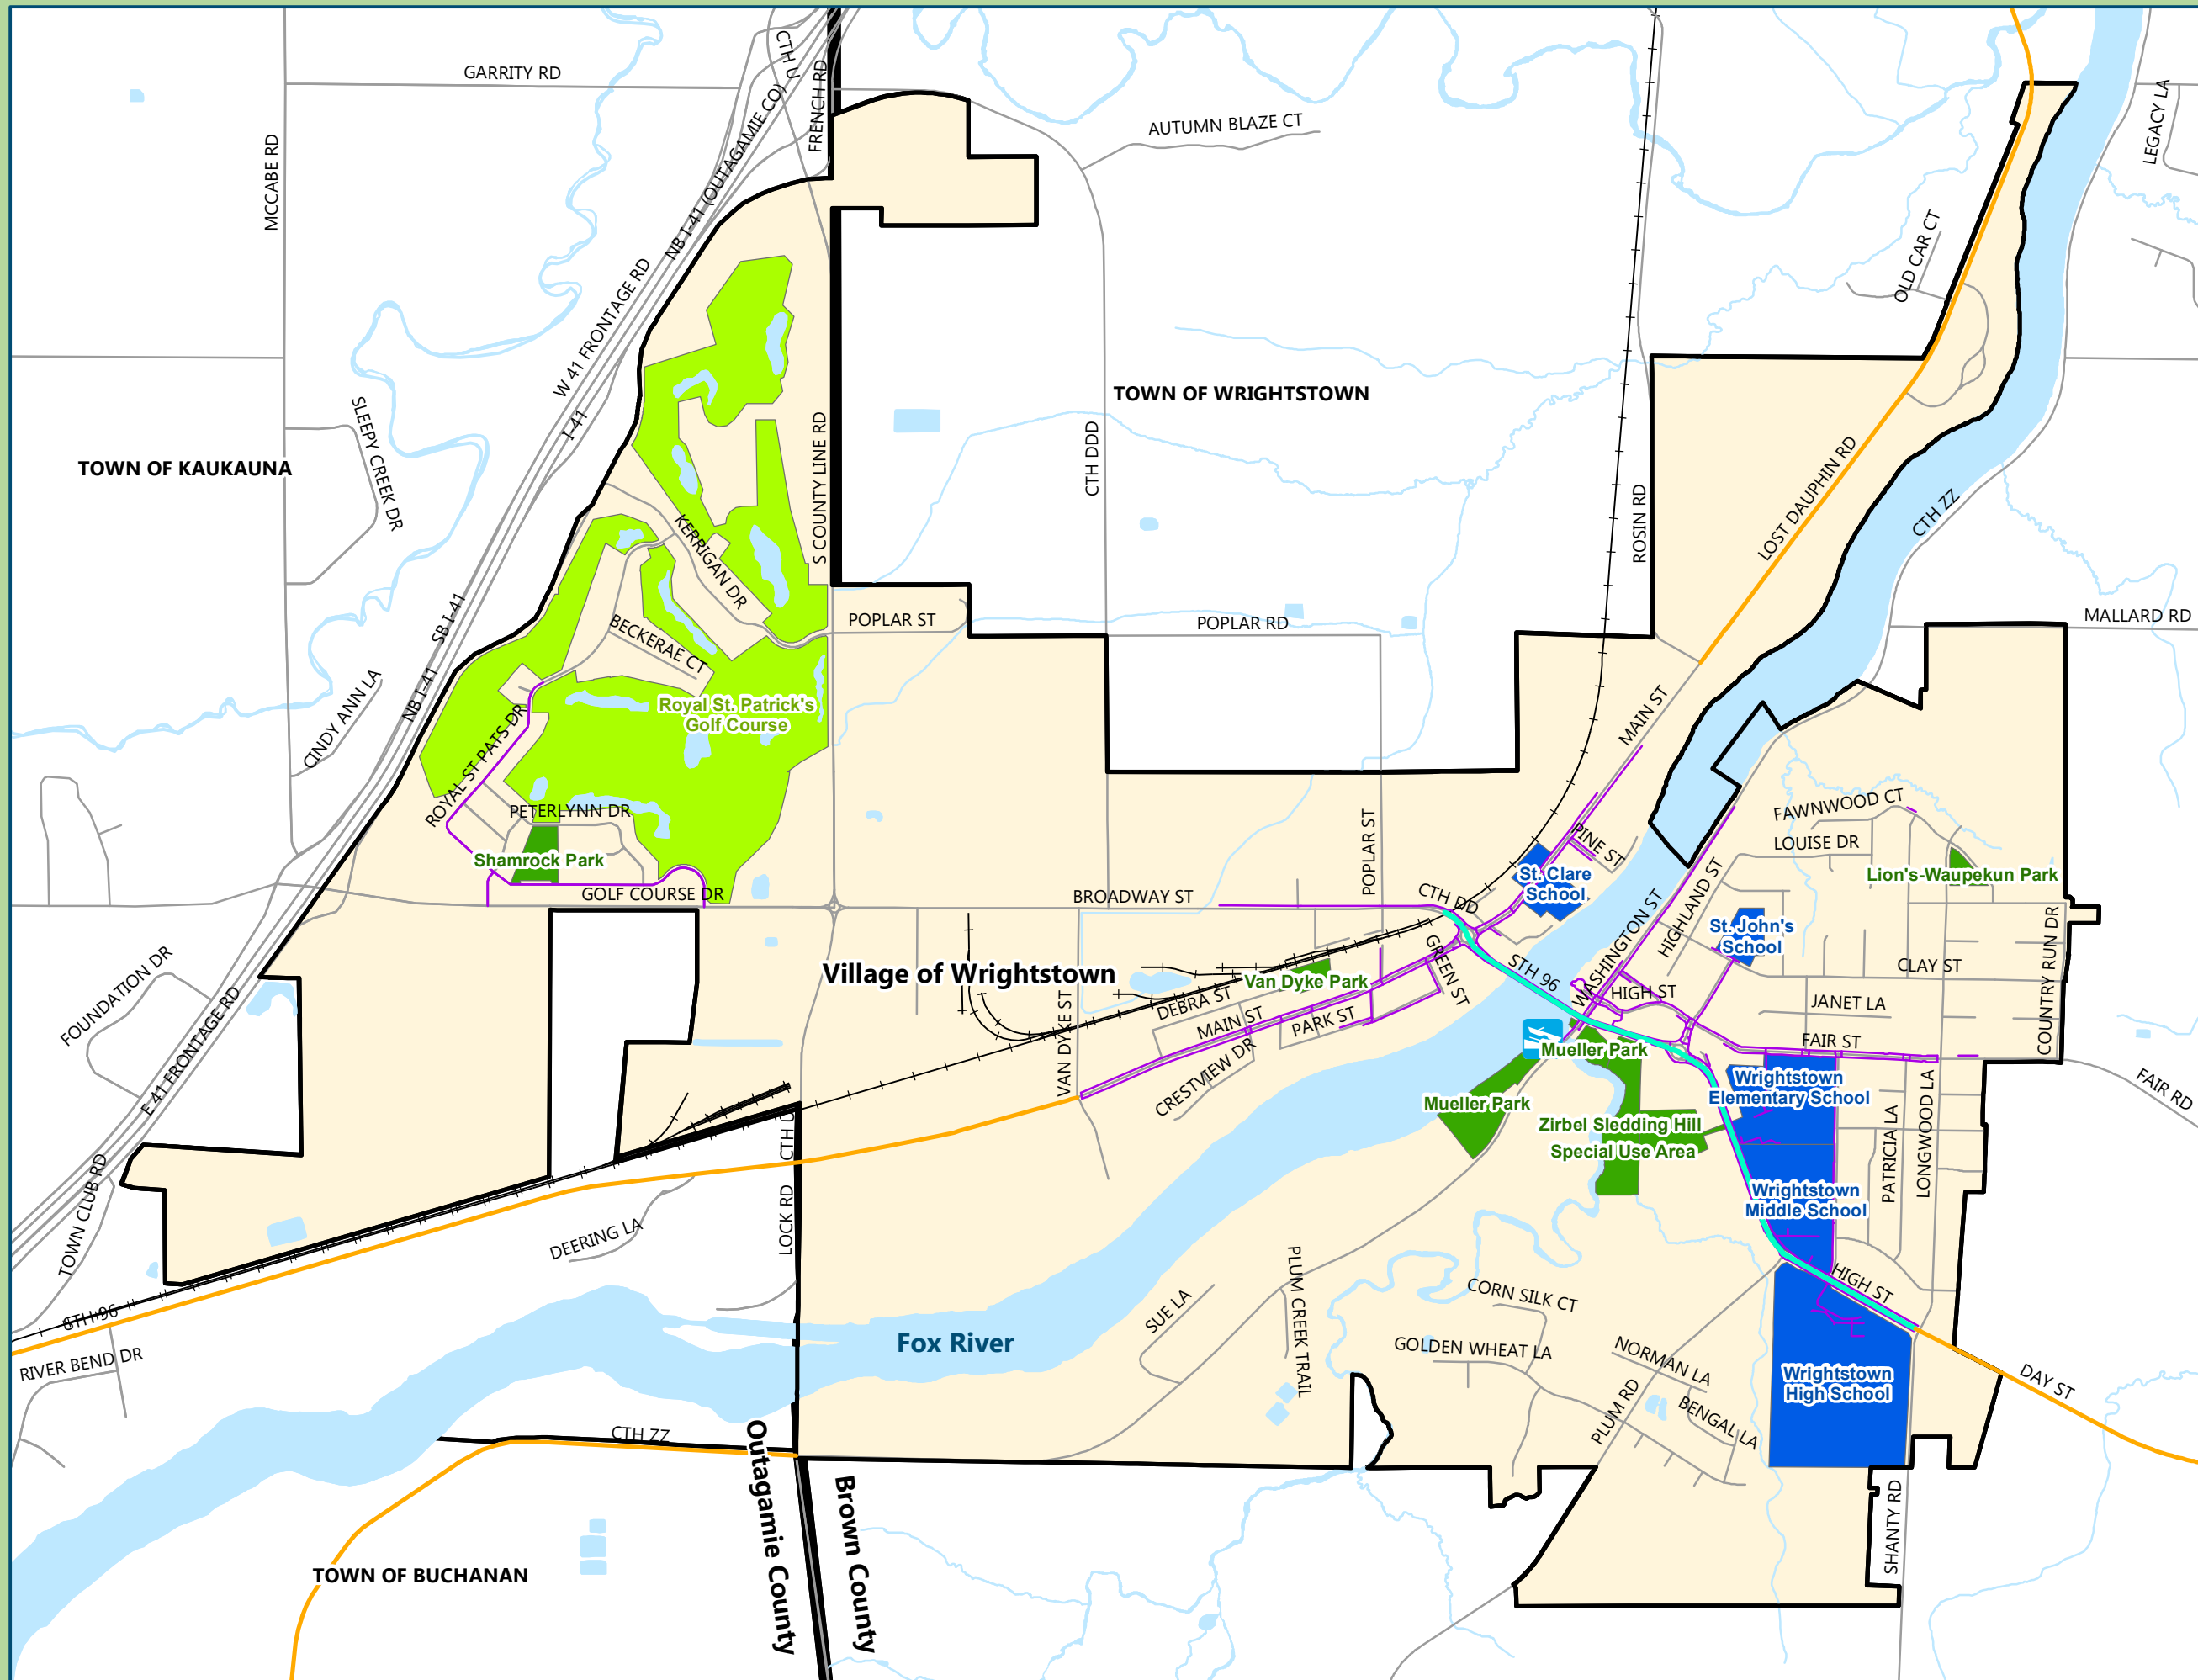 GARRITY RD
CTH U
FRENCH RD
MCCABE RD
NB I-41 (OUTAGAMIE CO)
AUTUMN BLAZE CT
LEGACY LA
OLD CAR CT
W 41 FRONTAGE RD
I-41
SLEEPY CREEK DR
TOWN OF KAUKAUNA
TOWN OF WRIGHTSTOWN
S COUNTY LINE RD
CTH DDD
ROSIN RD
LOST DAUPHIN RD
CTH ZZ
KERRIGAN DR
BECKERAE CT
POPLAR ST
POPLAR RD
MALLARD RD
SB I-41
NB I-41
CINDY ANN LA
Royal St. Patrick's
Golf Course
ROYAL ST PATS DR
MAIN ST
PETERLYNN DR
Shamrock Park
GOLF COURSE DR
BROADWAY ST
POPLAR ST
CTH DD
PINE ST
St. Clare
School
FAWNWOOD CT
LOUISE DR
Lion's-Waupekun Park
HIGHLAND ST
WASHINGTON ST
St. John's
School
CLAY ST
COUNTRY RUN DR
JANET LA
HIGH ST
FAIR ST
FAIR RD
FOUNDATION DR
E 41 FRONTAGE RD
Village of Wrightstown
Van Dyke Park
GREEN ST
STH 96
DEBRA ST
MAIN ST
PARK ST
CRESTVIEW DR
VAN DYKE ST
Mueller Park
Mueller Park
Zirbel Sledding Hill
Special Use Area
Wrightstown
Elementary School
PATRICIA LA
LONGWOOD LA
Wrightstown
Middle School
TOWN CLUB RD
CTH U
LOCK RD
DEERING LA
STH 96
RIVER BEND DR
SUE LA
PLUM CREEK TRAIL
CORN SILK CT
GOLDEN WHEAT LA
NORMAN LA
BENGAL LA
PLUM RD
HIGH ST
Wrightstown
High School
DAY ST
SHANTY RD
Fox River
CTH ZZ
Outagamie County
Brown County
TOWN OF BUCHANAN